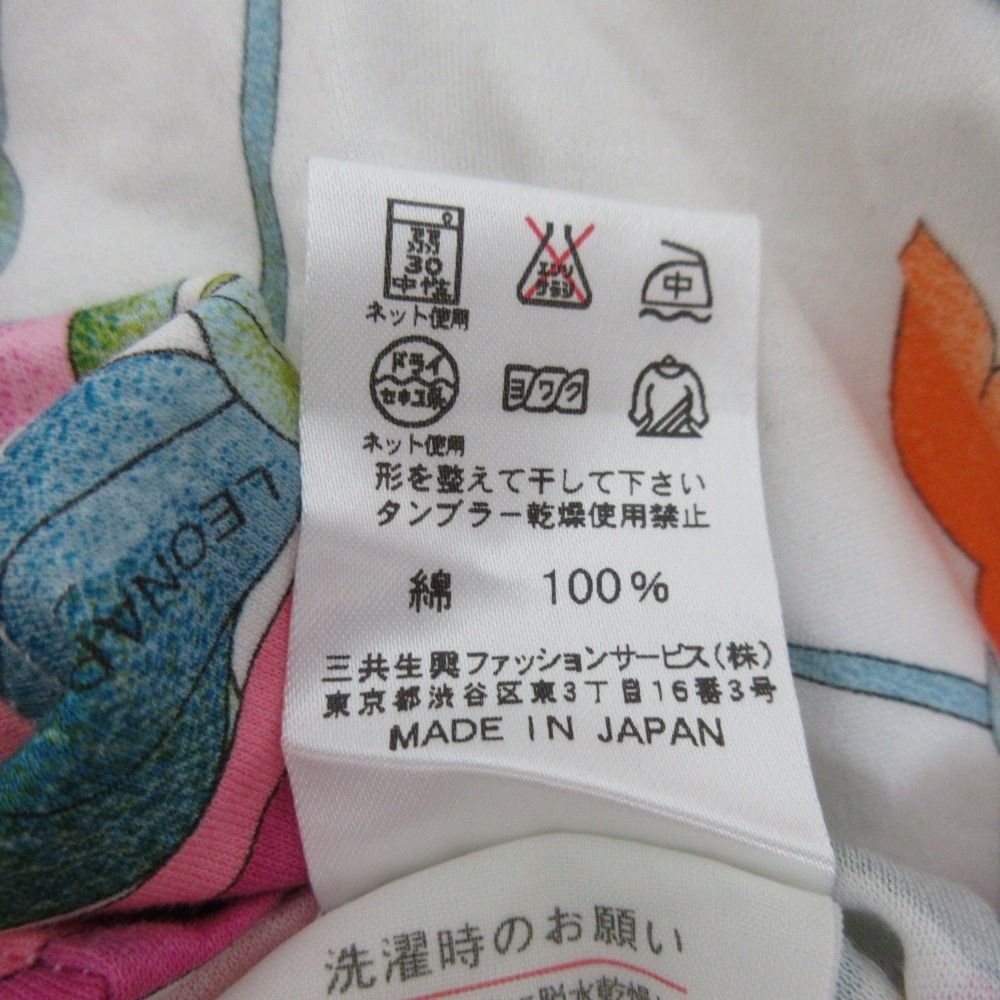 弱
30
中性
ネット使用
エンソ
サラシ
中
ドライ
セキユ系
ネット使用
ヨワク
形を整えて干して下さい
タンブラー乾燥使用禁止
綿 100%
三共生興ファッションサービス(株)
東京都渋谷区東3丁目16番3号
MADE IN JAPAN
洗濯時のお願い
脱水乾燥
LEONAR